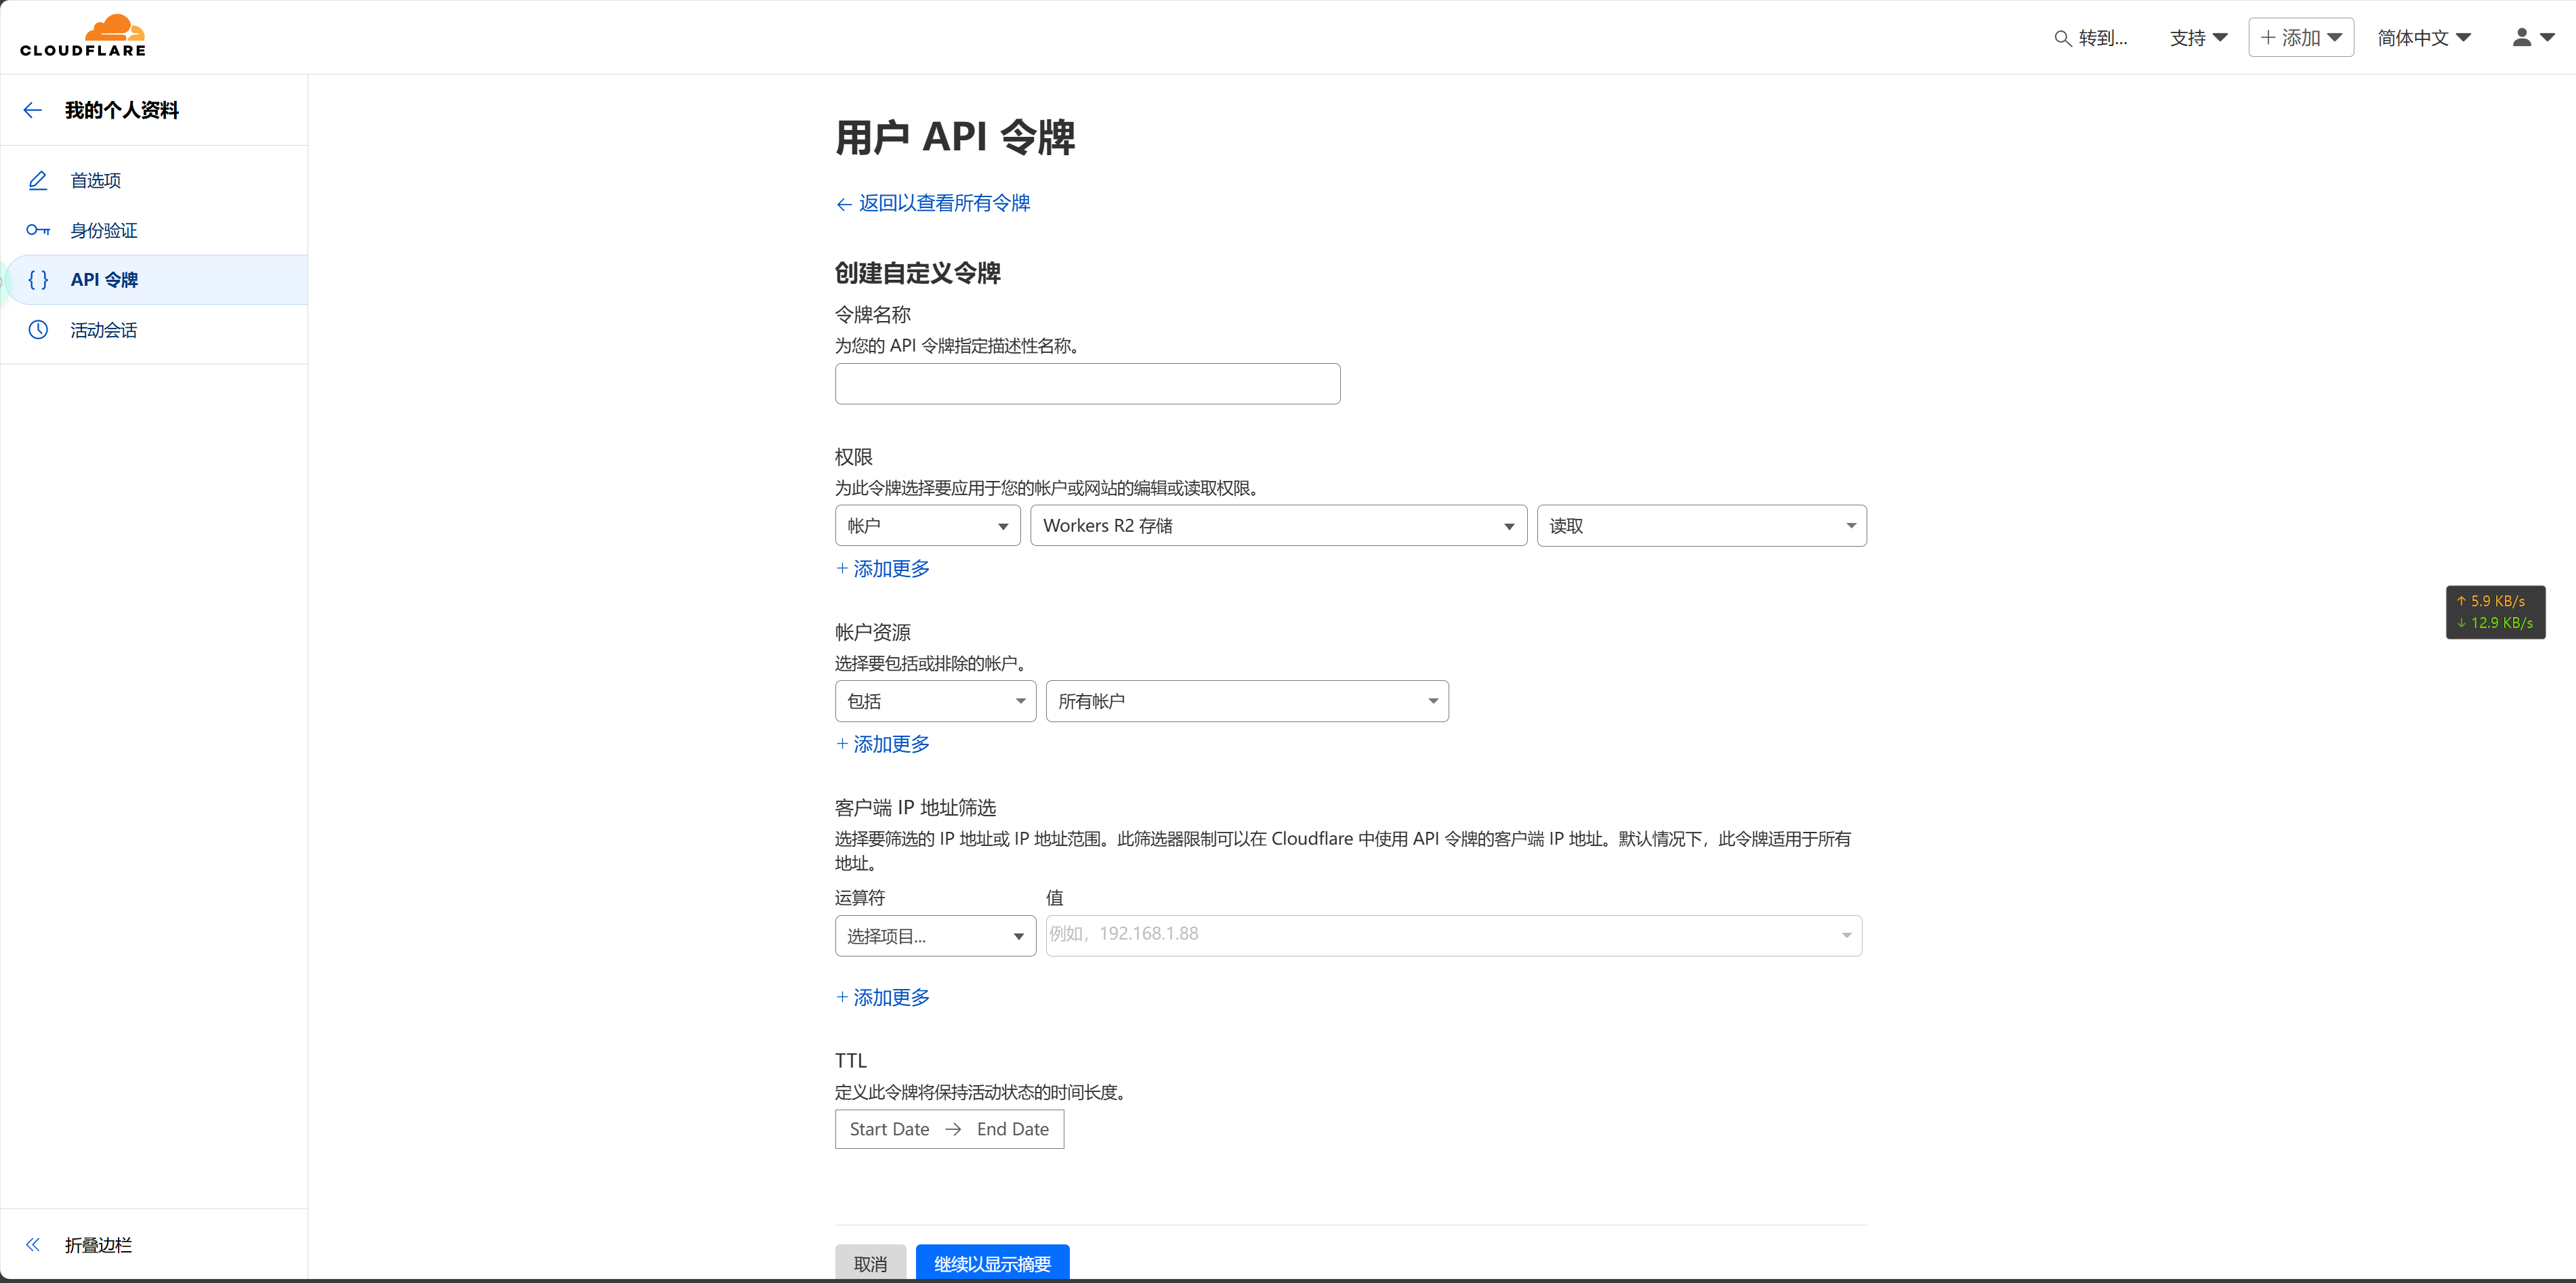 CLOUDFLARE
转到...
支持
+ 添加
简体中文
我的个人资料
首选项
身份验证
API 令牌
活动会话
折叠边栏
用户 API 令牌
← 返回以查看所有令牌
创建自定义令牌
令牌名称
为您的 API 令牌指定描述性名称。
权限
为此令牌选择要应用于您的帐户或网站的编辑或读取权限。
帐户
Workers R2 存储
读取
+ 添加更多
帐户资源
选择要包括或排除的帐户。
包括
所有帐户
+ 添加更多
客户端 IP 地址筛选
选择要筛选的 IP 地址或 IP 地址范围。此筛选器限制可以在 Cloudflare 中使用 API 令牌的客户端 IP 地址。默认情况下，此令牌适用于所有
地址。
运算符
值
选择项目...
例如，192.168.1.88
+ 添加更多
TTL
定义此令牌将保持活动状态的时间长度。
Start Date → End Date
取消
继续以显示摘要
↑ 5.9 KB/s
↓ 12.9 KB/s